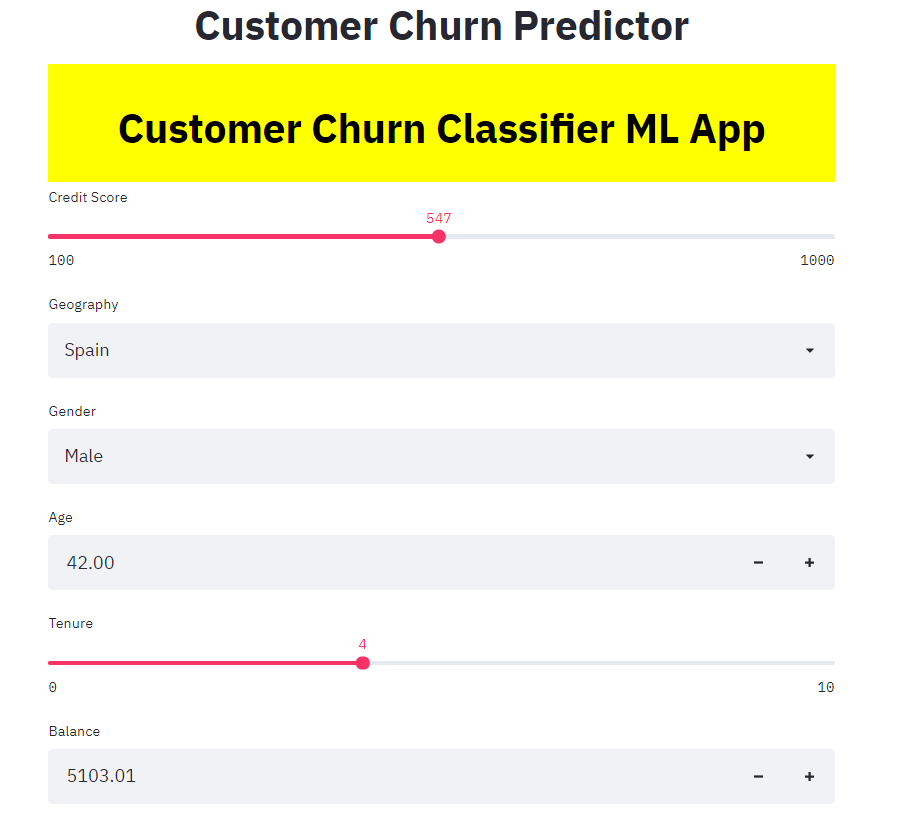 Customer Churn Predictor
Customer Churn Classifier ML App
Credit Score
547
100 1000
Geography
Spain
Gender
Male
Age
42.00
Tenure
4
0 10
Balance
5103.01